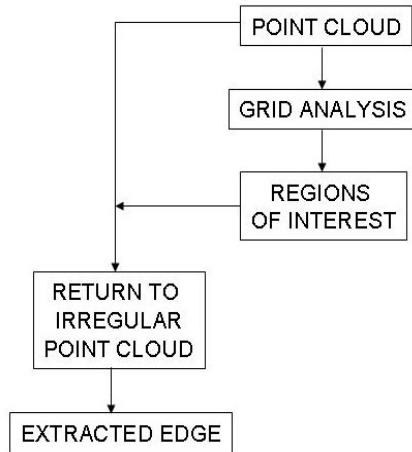 POINT CLOUD
GRID ANALYSIS
REGIONS
OF INTEREST
RETURN TO
IRREGULAR
POINT CLOUD
EXTRACTED EDGE